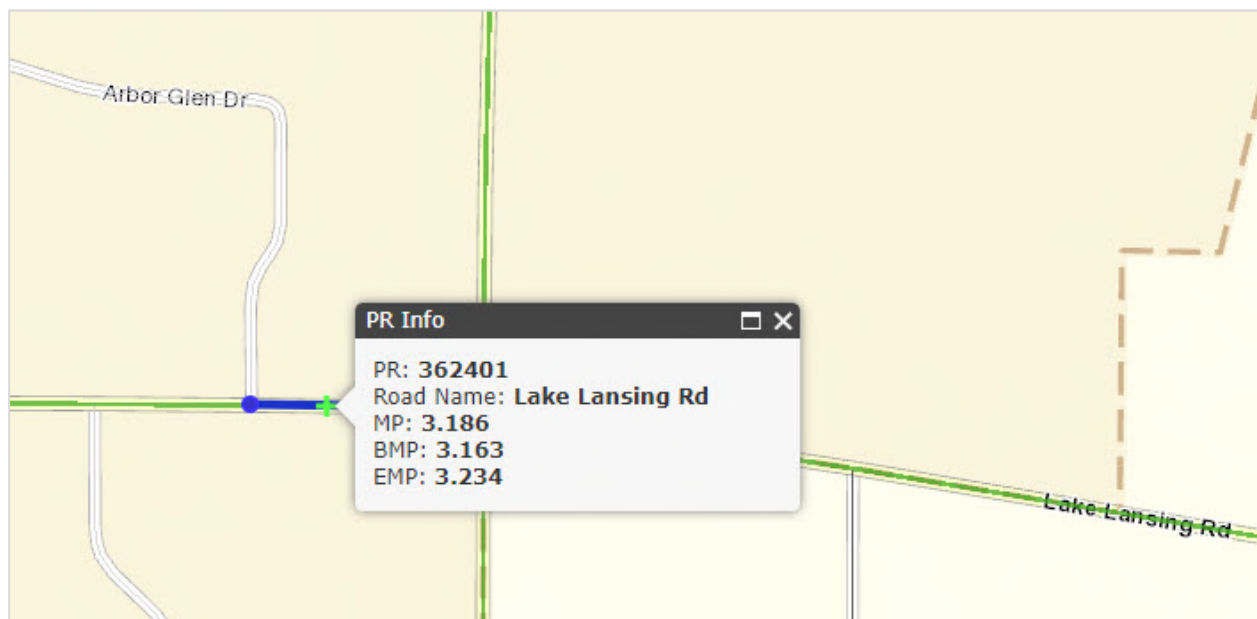 Arbor Glen Dr
PR Info
PR: 362401
Road Name: Lake Lansing Rd
MP: 3.186
BMP: 3.163
EMP: 3.234
Lake Lansing Rd